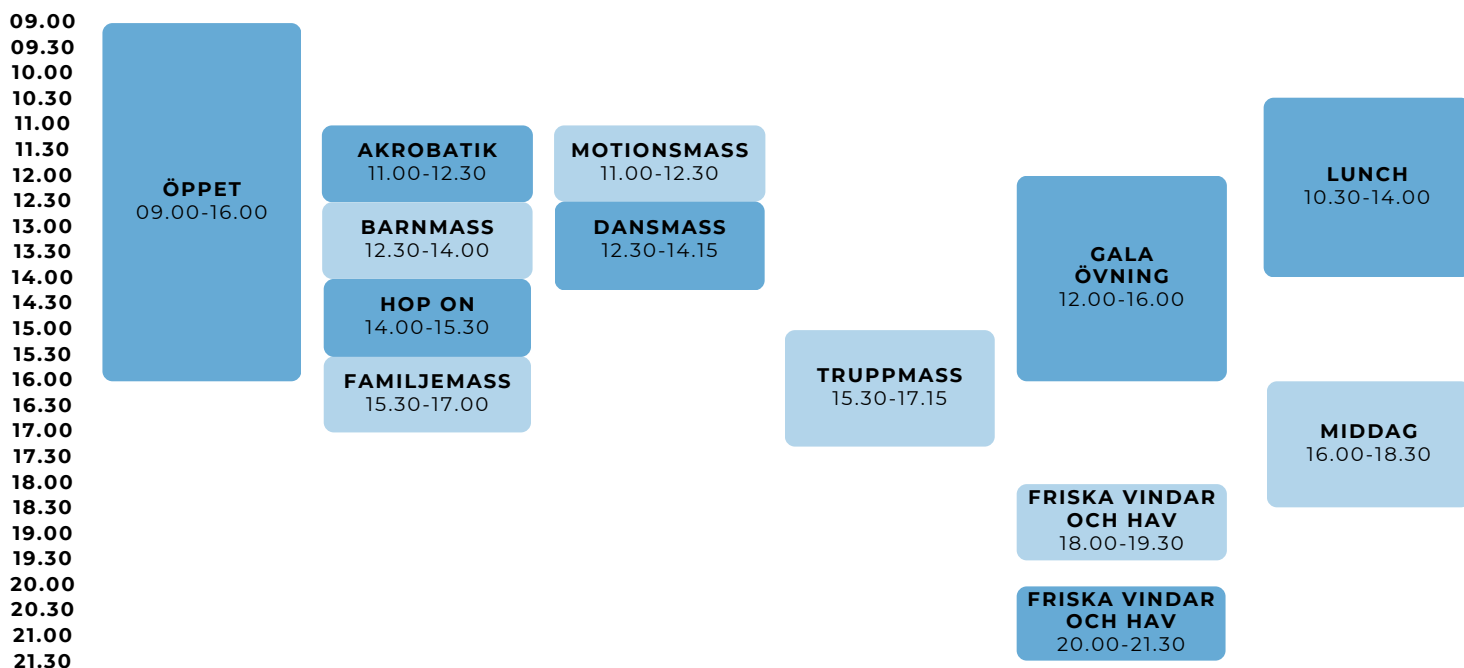 09.00
09.30
10.00
10.30
11.00
11.30
12.00
12.30
13.00
13.30
14.00
14.30
15.00
15.30
16.00
16.30
17.00
17.30
18.00
18.30
19.00
19.30
20.00
20.30
21.00
21.30
ÖPPET
09.00-16.00
AKROBATIK
11.00-12.30
BARNMASS
12.30-14.00
HOP ON
14.00-15.30
FAMILJEMASS
15.30-17.00
MOTIONSMASS
11.00-12.30
DANSMASS
12.30-14.15
TRUPPMASS
15.30-17.15
GALA
ÖVNING
12.00-16.00
FRISKA VINDAR
OCH HAV
18.00-19.30
FRISKA VINDAR
OCH HAV
20.00-21.30
LUNCH
10.30-14.00
MIDDAG
16.00-18.30